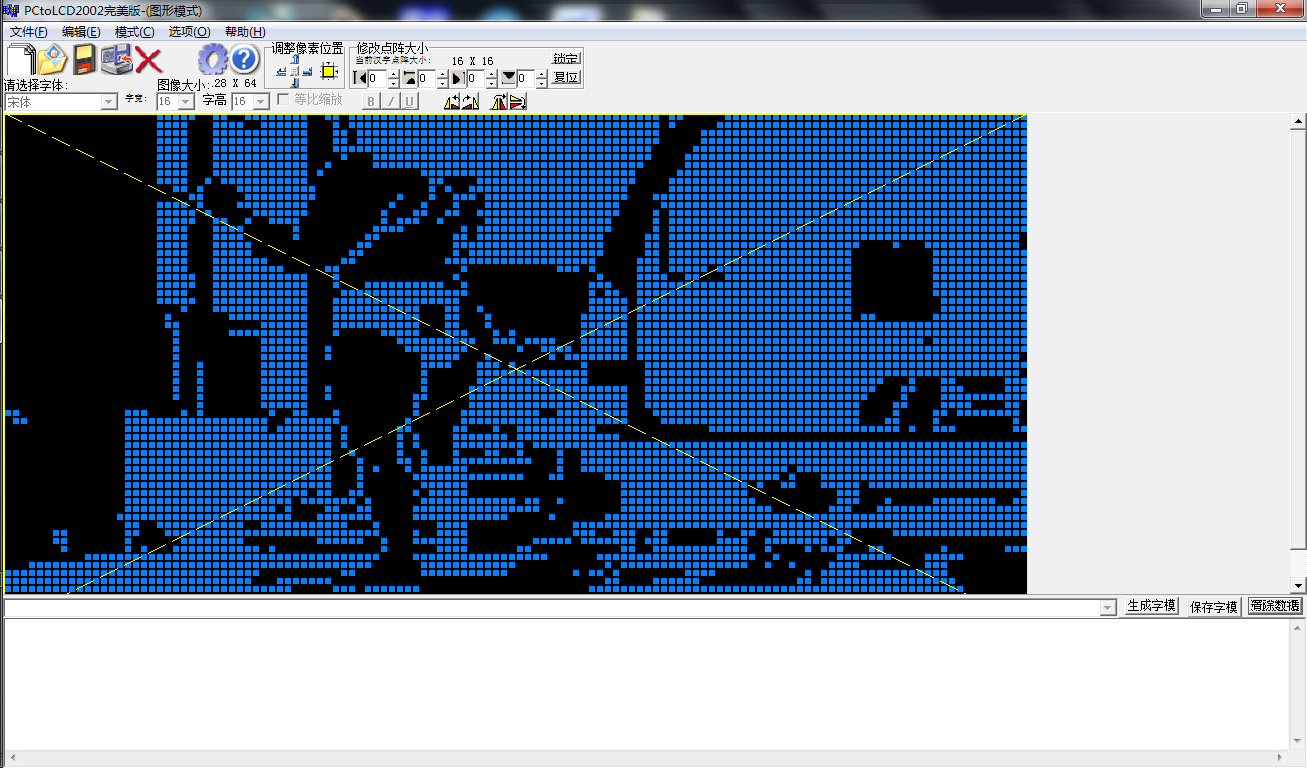 PCtoLCD2002完美版-(图形模式)
文件(F) 编辑(E) 模式(C) 选项(O) 帮助(H)
调整像素位置 修改点阵大小
当前汉字点阵大小: 16 X 16 锁定
0 0 0 0 复位
请选择字体: 图像大小:.28 X 64
宋体 字宽: 16 字高 16 等比缩放 B I U
生成字模 保存字模 清除数据